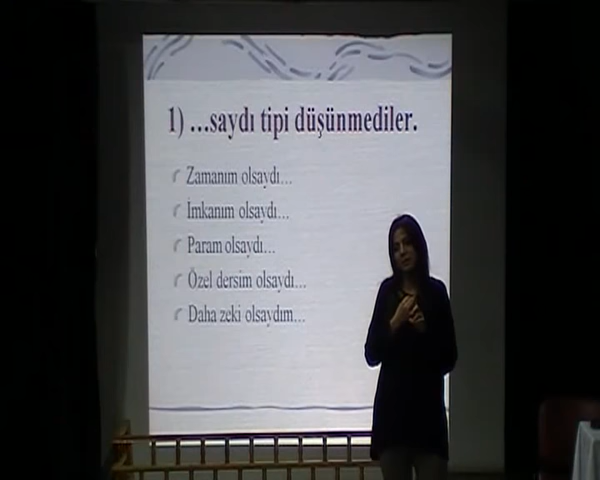 1) ...saydı tipi düşünmediler.
Zamanım olsaydı...
İmkanım olsaydı...
Param olsaydı...
Özel dersim olsaydı...
Daha zeki olsaydım...